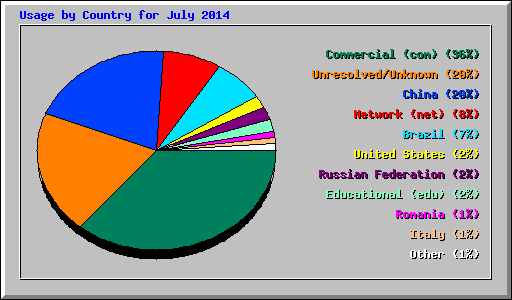 Usage by Country for July 2014
Commercial (com) (36%)
Unresolved/Unknown (20%)
China (20%)
Network (net) (8%)
Brazil (7%)
United States (2%)
Russian Federation (2%)
Educational (edu) (2%)
Romania (1%)
Italy (1%)
Other (1%)